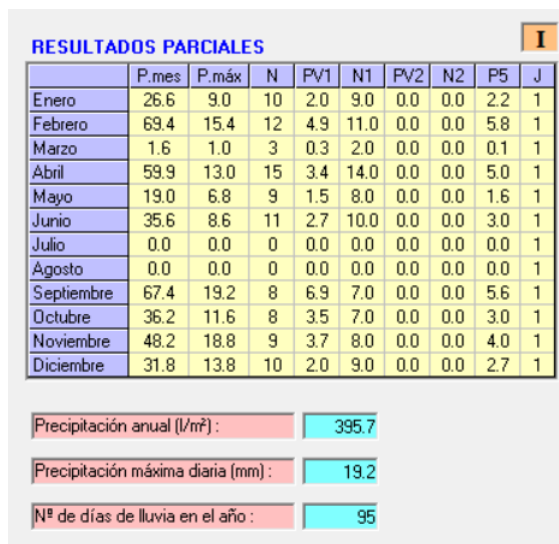 I
RESULTADOS PARCIALES
P.mes P.máx N PV1 N1 PV2 N2 P5 J
Enero 26.6 9.0 10 2.0 9.0 0.0 0.0 2.2 1
Febrero 69.4 15.4 12 4.9 11.0 0.0 0.0 5.8 1
Marzo 1.6 1.0 3 0.3 2.0 0.0 0.0 0.1 1
Abril 59.9 13.0 15 3.4 14.0 0.0 0.0 5.0 1
Mayo 19.0 6.8 9 1.5 8.0 0.0 0.0 1.6 1
Junio 35.6 8.6 11 2.7 10.0 0.0 0.0 3.0 1
Julio 0.0 0.0 0 0.0 0.0 0.0 0.0 0.0 1
Agosto 0.0 0.0 0 0.0 0.0 0.0 0.0 0.0 1
Septiembre 67.4 19.2 8 6.9 7.0 0.0 0.0 5.6 1
Octubre 36.2 11.6 8 3.5 7.0 0.0 0.0 3.0 1
Noviembre 48.2 18.8 9 3.7 8.0 0.0 0.0 4.0 1
Diciembre 31.8 13.8 10 2.0 9.0 0.0 0.0 2.7 1
Precipitación anual (l/m²) : 395.7
Precipitación máxima diaria (mm) : 19.2
Nº de días de lluvia en el año : 95